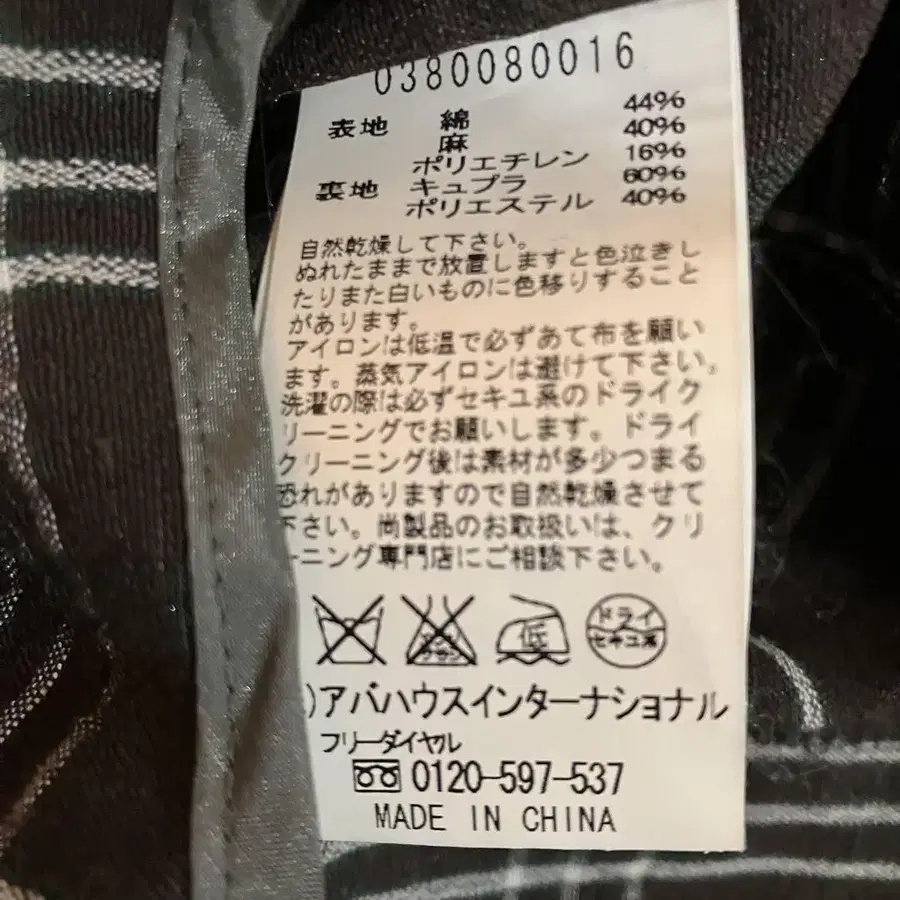 0380080016
表地 綿 44%
麻 40%
ポリエチレン 16%
裏地 キュプラ 60%
ポリエステル 40%
自然乾燥して下さい。
ぬれたままで放置しますと色泣きし
たりまた白いものに色移りすること
があります。
アイロンは低温で必ずあて布を願い
ます。蒸気アイロンは避けて下さい。
洗濯の際は必ずセキユ系のドライク
リーニングでお願いします。ドライ
クリーニング後は素材が多少つまる
恐れがありますので自然乾燥させて
下さい。尚製品のお取扱いは、クリ
ーニング専門店にご相談下さい。
エンソ
サラシ
低
ドライ
セキユ系
)アバハウスインターナショナル
フリーダイヤル
0120-597-537
MADE IN CHINA